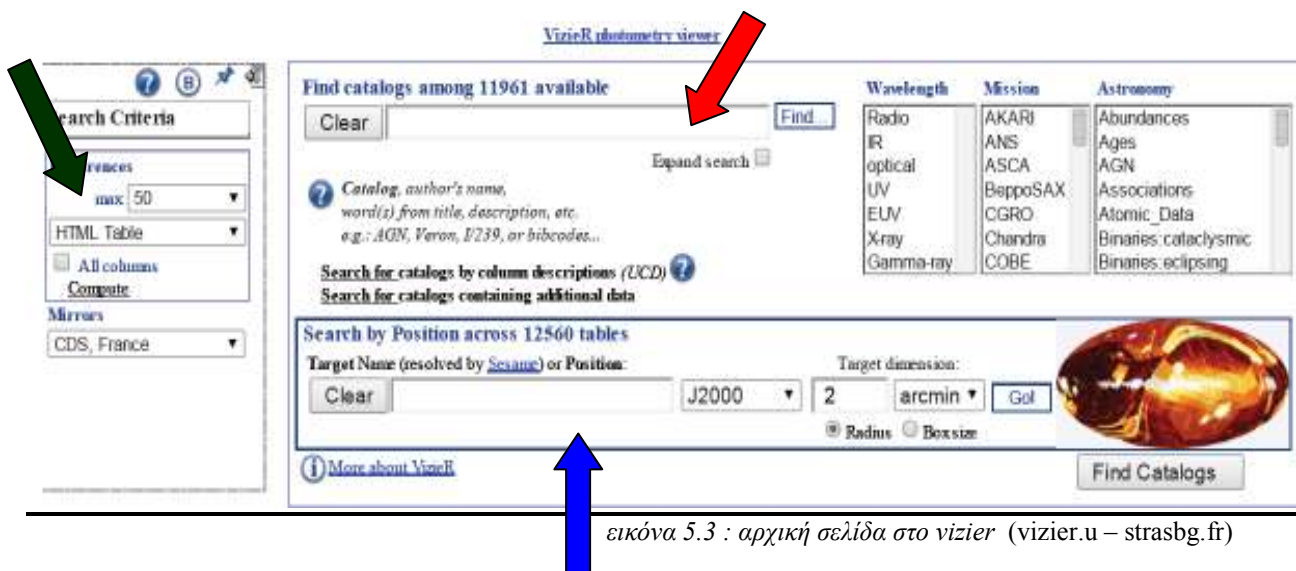 VizieR photometry viewer
B
earch Criteria
erences
max 50
HTML Table
All columns
Compute
Mirrors
CDS, France
Find catalogs among 11961 available
Clear
Find...
Expand search
Catalog, author's name,
word(s) from title, description, etc.
e.g.: AGN, Veron, I/239, or bibcodes...
Search for catalogs by column descriptions (UCD)
Search for catalogs containing additional data
Wavelength
Radio
IR
optical
UV
EUV
X-ray
Gamma-ray
Mission
AKARI
ANS
ASCA
BeppoSAX
CGRO
Chandra
COBE
Astronomy
Abundances
Ages
AGN
Associations
Atomic_Data
Binaries:cataclysmic
Binaries:eclipsing
Search by Position across 12560 tables
Target Name (resolved by Sesame) or Position:
Target dimension:
Clear
J2000
2
arcmin
Go!
Radius
Box size
More about VizieR
Find Catalogs
εικόνα 5.3 : αρχική σελίδα στο vizier (vizier.u – strasbg.fr)